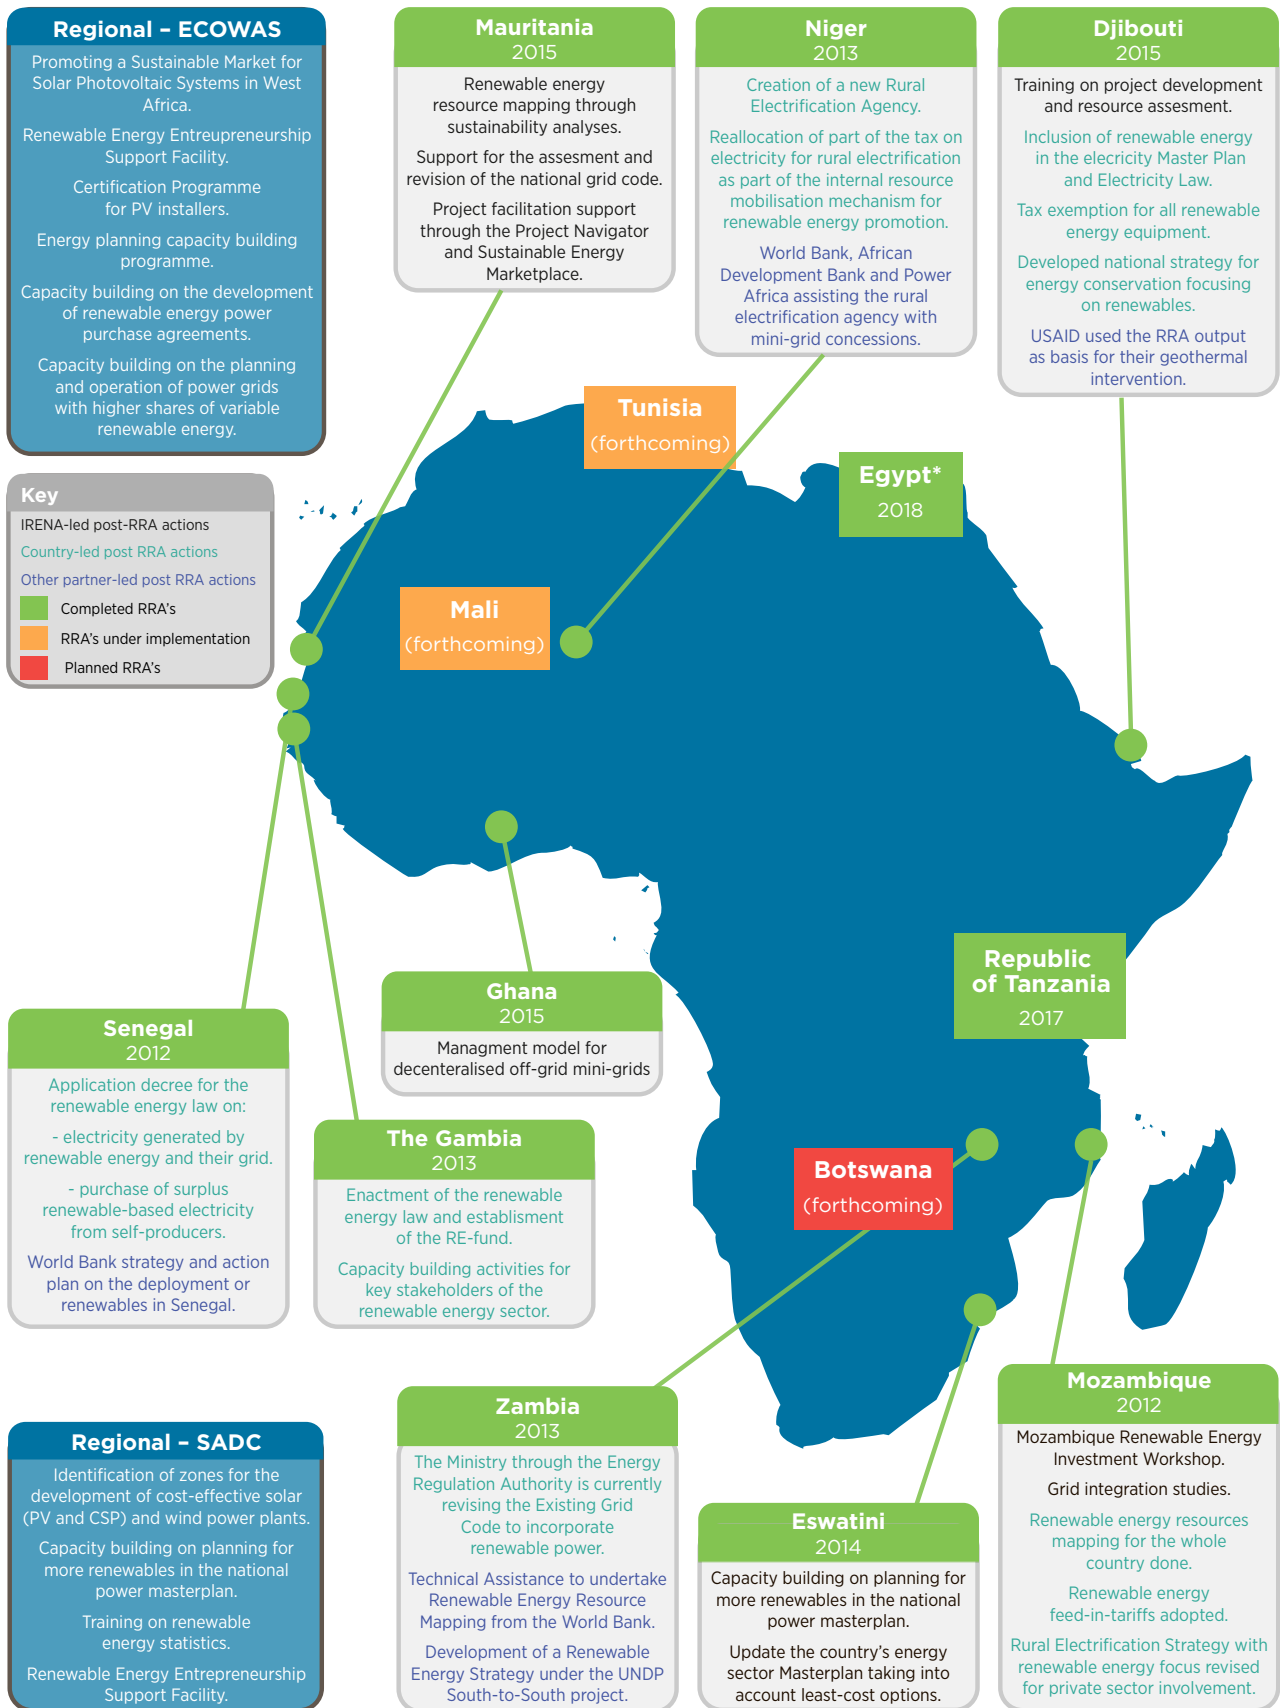 Regional – ECOWAS
Promoting a Sustainable Market for
Solar Photovoltaic Systems in West
Africa.
Renewable Energy Entreupreneurship
Support Facility.
Certification Programme
for PV installers.
Energy planning capacity building
programme.
Capacity building on the development
of renewable energy power
purchase agreements.
Capacity building on the planning
and operation of power grids
with higher shares of variable
renewable energy.
Mauritania
2015
Renewable energy
resource mapping through
sustainability analyses.
Support for the assesment and
revision of the national grid code.
Project facilitation support
through the Project Navigator
and Sustainable Energy
Marketplace.
Niger
2013
Creation of a new Rural
Electrification Agency.
Reallocation of part of the tax on
electricity for rural electrification
as part of the internal resource
mobilisation mechanism for
renewable energy promotion.
World Bank, African
Development Bank and Power
Africa assisting the rural
electrification agency with
mini-grid concessions.
Djibouti
2015
Training on project development
and resource assesment.
Inclusion of renewable energy
in the elecricity Master Plan
and Electricity Law.
Tax exemption for all renewable
energy equipment.
Developed national strategy for
energy conservation focusing
on renewables.
USAID used the RRA output
as basis for their geothermal
intervention.
Key
IRENA-led post-RRA actions
Country-led post RRA actions
Other partner-led post RRA actions
Completed RRA's
RRA's under implementation
Planned RRA's
Tunisia
(forthcoming)
Egypt*
2018
Mali
(forthcoming)
Republic
of Tanzania
2017
Botswana
(forthcoming)
Ghana
2015
Managment model for
decenteralised off-grid mini-grids
Senegal
2012
Application decree for the
renewable energy law on:
- electricity generated by
renewable energy and their grid.
- purchase of surplus
renewable-based electricity
from self-producers.
World Bank strategy and action
plan on the deployment or
renewables in Senegal.
The Gambia
2013
Enactment of the renewable
energy law and establisment
of the RE-fund.
Capacity building activities for
key stakeholders of the
renewable energy sector.
Regional – SADC
Identification of zones for the
development of cost-effective solar
(PV and CSP) and wind power plants.
Capacity building on planning for
more renewables in the national
power masterplan.
Training on renewable
energy statistics.
Renewable Energy Entrepreneurship
Support Facility.
Zambia
2013
The Ministry through the Energy
Regulation Authority is currently
revising the Existing Grid
Code to incorporate
renewable power.
Technical Assistance to undertake
Renewable Energy Resource
Mapping from the World Bank.
Development of a Renewable
Energy Strategy under the UNDP
South-to-South project.
Eswatini
2014
Capacity building on planning for
more renewables in the national
power masterplan.
Update the country's energy
sector Masterplan taking into
account least-cost options.
Mozambique
2012
Mozambique Renewable Energy
Investment Workshop.
Grid integration studies.
Renewable energy resources
mapping for the whole
country done.
Renewable energy
feed-in-tariffs adopted.
Rural Electrification Strategy with
renewable energy focus revised
for private sector involvement.